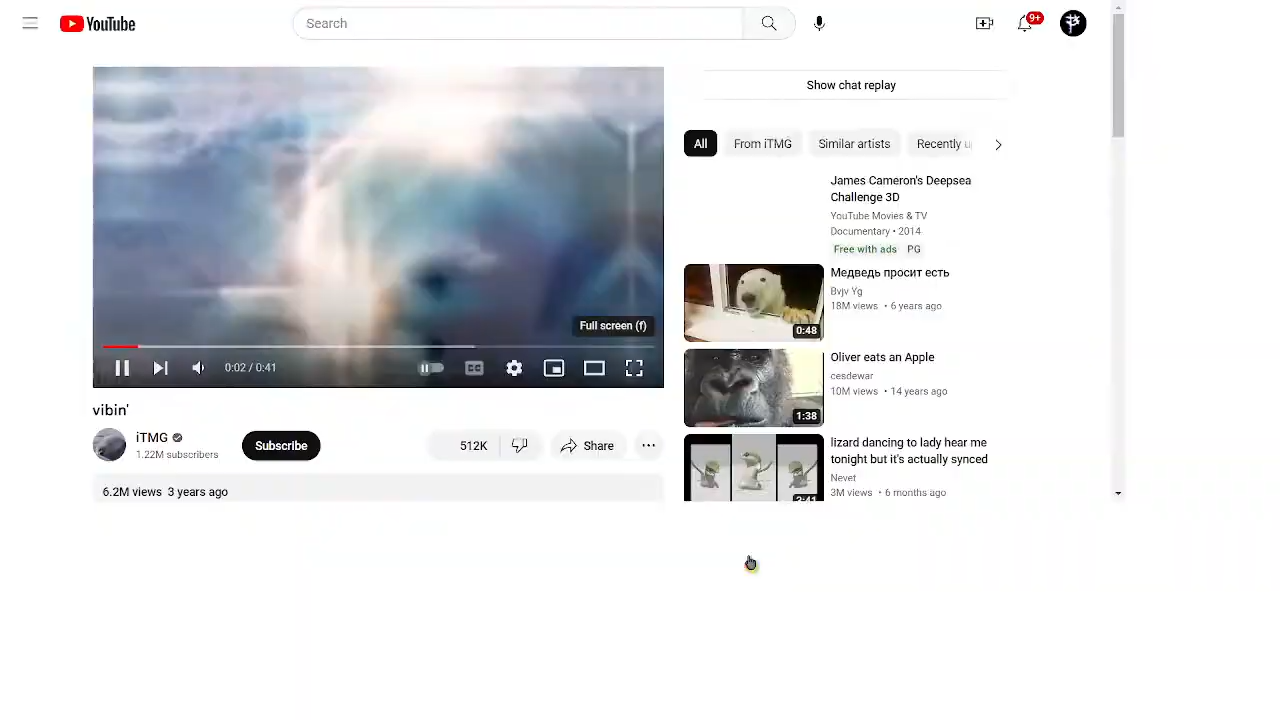 YouTube
Search
9+
Show chat replay
All
From iTMG
Similar artists
Recently
James Cameron's Deepsea
Challenge 3D
YouTube Movies & TV
Documentary • 2014
Free with ads PG
Медведь просит есть
Bvjv Yg
18M views • 6 years ago
0:48
Full screen (f)
0:02 / 0:41
CC
Oliver eats an Apple
cesdewar
10M views • 14 years ago
1:38
vibin'
iTMG
1.22M subscribers
Subscribe
512K
Share
lizard dancing to lady hear me
tonight but it's actually synced
Nevet
3M views • 6 months ago
6.2M views 3 years ago